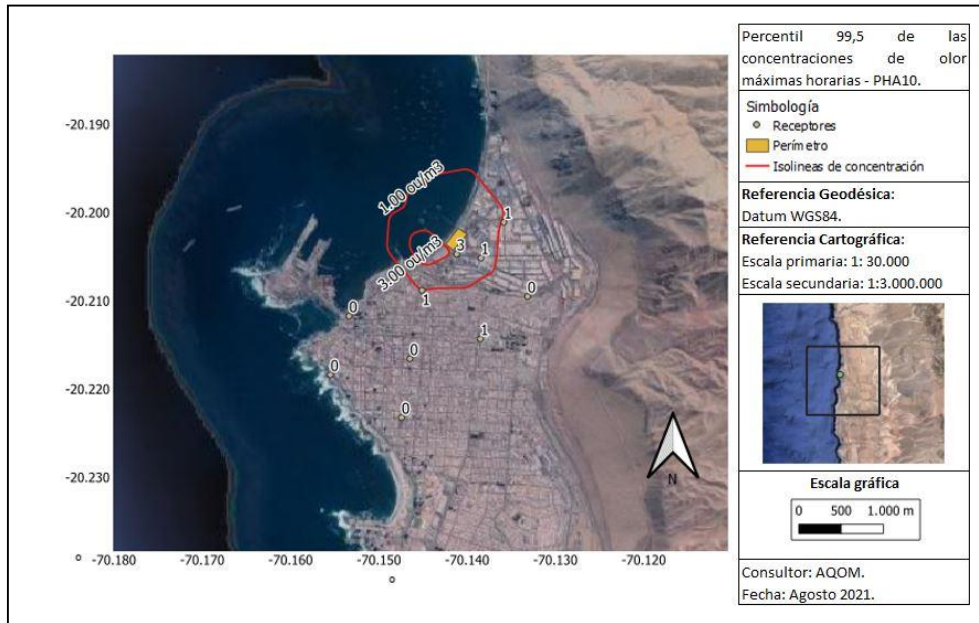 -20.190
-20.200
-20.210
-20.220
-20.230
-70.180
-70.170
-70.160
-70.150
-70.140
-70.130
-70.120
o
o
1.00 ou/m3
3.00 ou/m3
1
3
1
1
0
0
1
0
0
0
N
Percentil 99,5 de las
concentraciones de olor
máximas horarias - PHA10.
Simbología
Receptores
Perímetro
Isolineas de concentración
Referencia Geodésica:
Datum WGS84.
Referencia Cartográfica:
Escala primaria: 1: 30.000
Escala secundaria: 1:3.000.000
Escala gráfica
0 500 1.000 m
Consultor: AQOM.
Fecha: Agosto 2021.